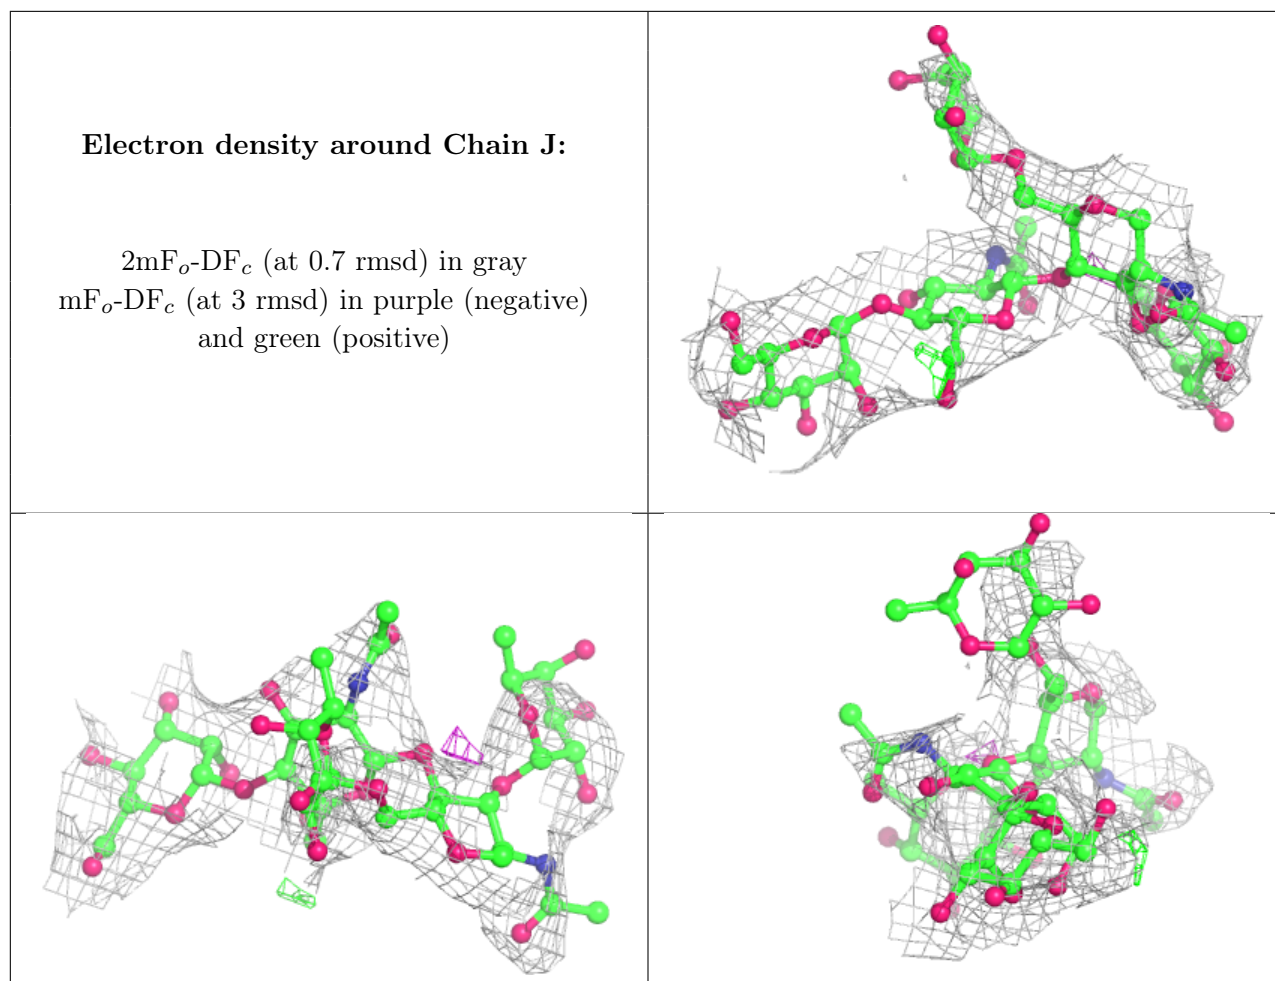 Electron density around Chain J:
2mFo-DFc (at 0.7 rmsd) in gray
mFo-DFc (at 3 rmsd) in purple (negative)
and green (positive)